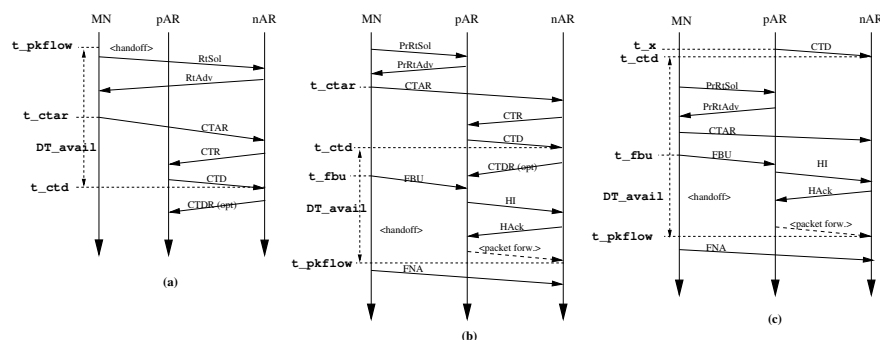 MN pAR nAR
t_pkflow
<handoff>
RtSol
RtAdv
t_ctar
CTAR
DT_avail
CTR
CTD
t_ctd
CTDR (opt)
(a)
MN pAR nAR
PrRtSol
PrRtAdv
t_ctar
CTAR
CTR
CTD
t_ctd
CTDR (opt)
t_fbu
FBU
HI
DT_avail
HAck
<handoff>
<packet forw.>
t_pkflow
FNA
(b)
MN pAR nAR
t_x
CTD
t_ctd
PrRtSol
PrRtAdv
CTAR
t_fbu
FBU
HI
DT_avail
<handoff>
HAck
<packet forw.>
t_pkflow
FNA
(c)